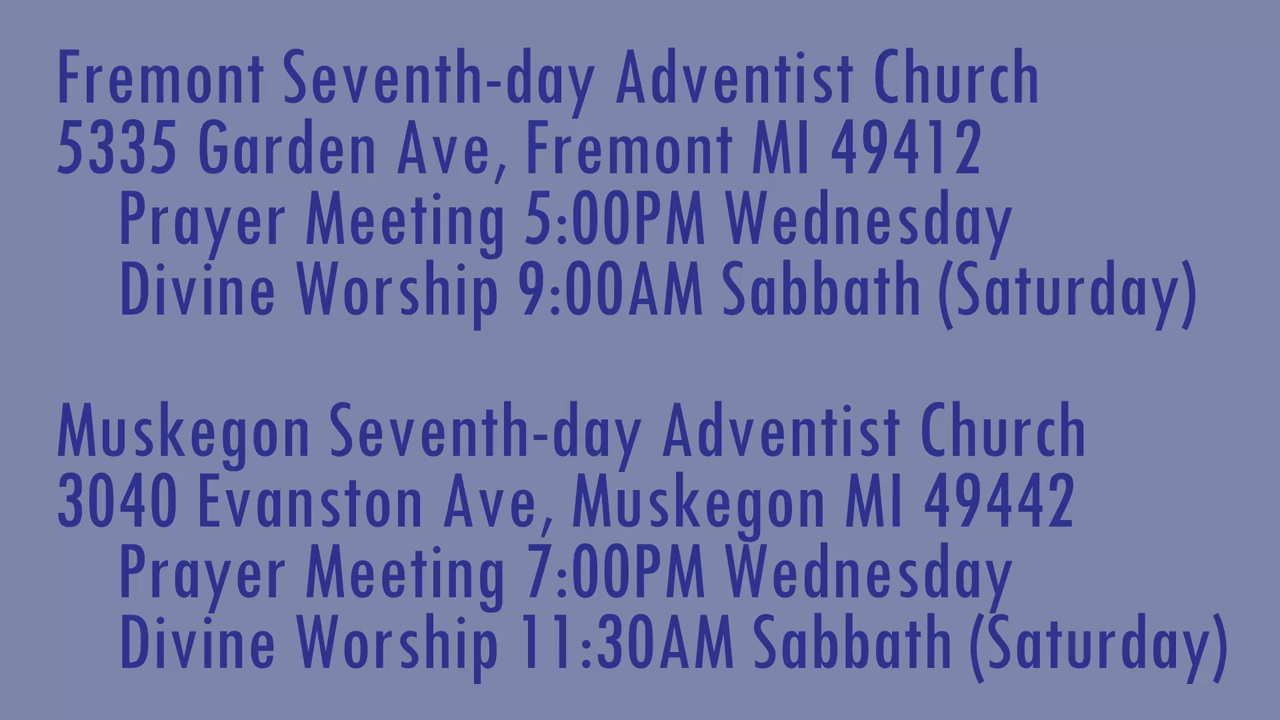 Fremont Seventh-day Adventist Church
5335 Garden Ave, Fremont MI 49412
Prayer Meeting 5:00PM Wednesday
Divine Worship 9:00AM Sabbath (Saturday)
Muskegon Seventh-day Adventist Church
3040 Evanston Ave, Muskegon MI 49442
Prayer Meeting 7:00PM Wednesday
Divine Worship 11:30AM Sabbath (Saturday)